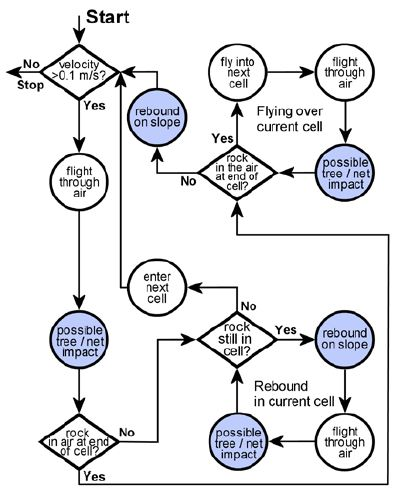 Start
No
Stop
velocity
>0.1 m/s?
Yes
flight
through
air
possible
tree / net
impact
rock
in air at end
of cell?
No
Yes
rebound
on slope
fly into
next
cell
flight
through
air
Flying over
current cell
Yes
rock
in the air
at end of
cell?
No
possible
tree / net
impact
enter
next
cell
No
rock
still in
cell?
Yes
rebound
on slope
Rebound
in current cell
possible
tree / net
impact
flight
through
air